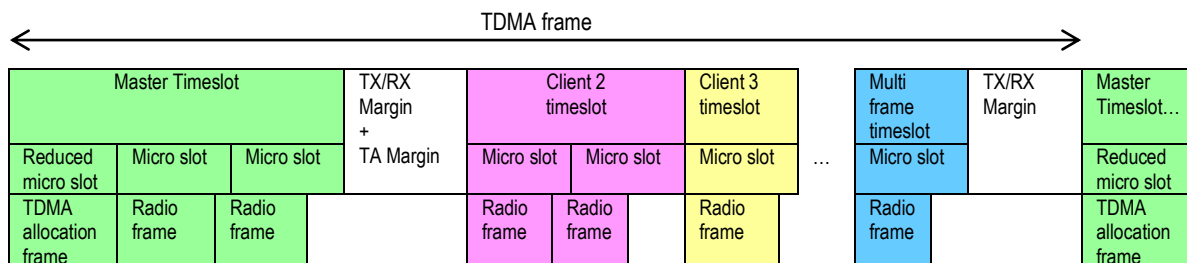 TDMA frame
Master Timeslot
TX/RX
Margin
+
TA Margin
Client 2
timeslot
Client 3
timeslot
Multi
frame
timeslot
TX/RX
Margin
Master
Timeslot…
Reduced
micro slot
Micro slot
Micro slot
Micro slot
Micro slot
Micro slot
…
Micro slot
Reduced
micro slot
TDMA
allocation
frame
Radio
frame
Radio
frame
Radio
frame
Radio
frame
Radio
frame
Radio
frame
TDMA
allocation
frame